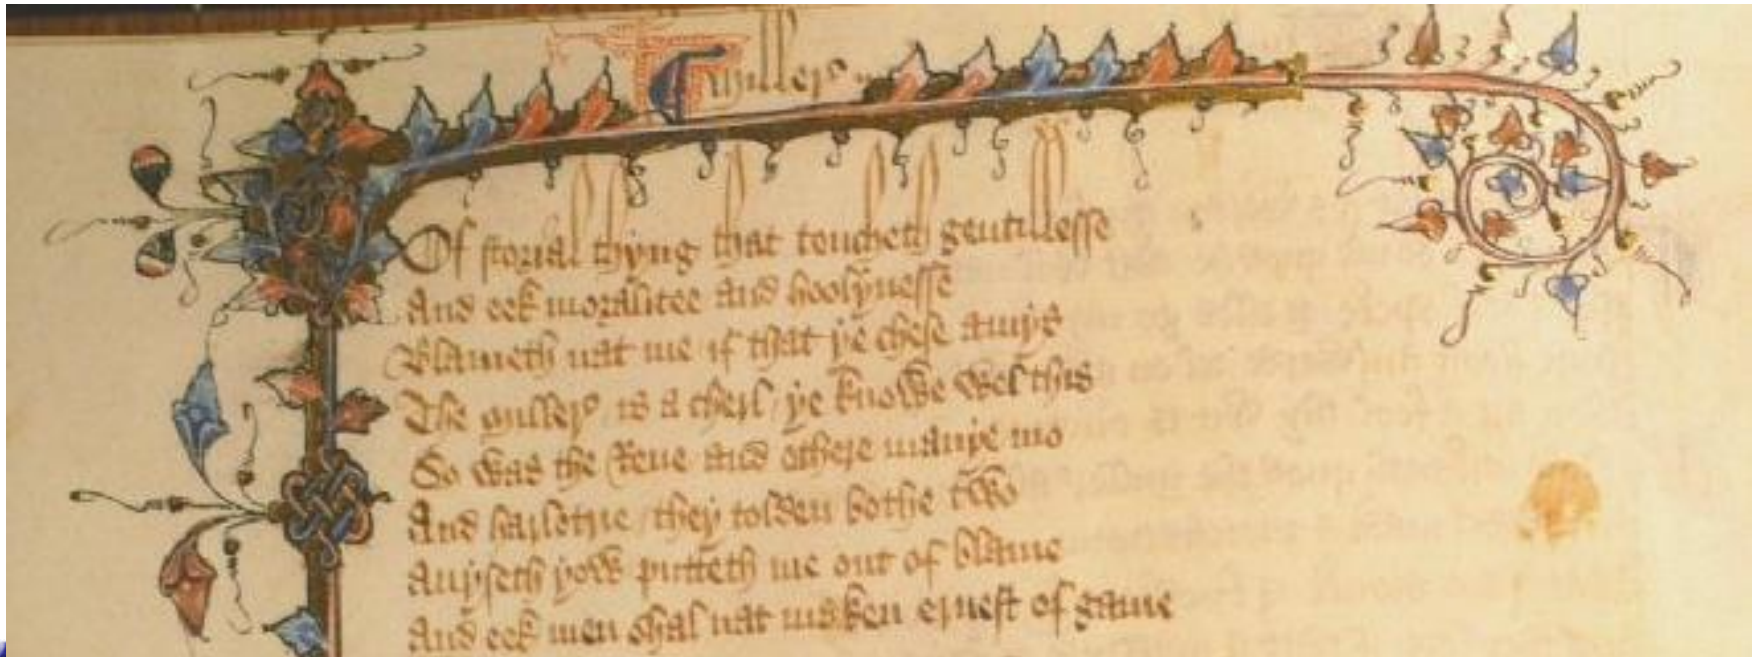 Millere
Of storial thyng that toucheth gentillesse
And eek moralitee and hoolynesse
Blameth nat me if that ye chese amys
The Millere is a cherl / ye knowe wel this
So was the Reue and othere manye mo
And harlotrie / they tolden bothe two
Auyseth yow putteth me out of blame
And eek men shal nat maken ernest of game